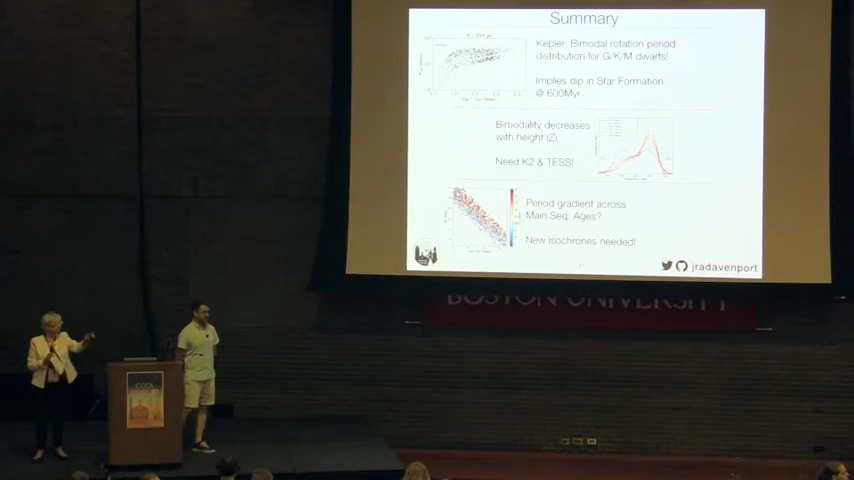 Summary
Kepler: Bimodal rotation period
distribution for G/K/M dwarfs!
Implies dip in Star Formation
@ 600Myr
Bimodality decreases
with height (Z)
Need K2 & TESS!
Period gradient across
Main Seq: Ages?
New isochrones needed!
jradavenport
BOSTON UNIVERSITY
COOL